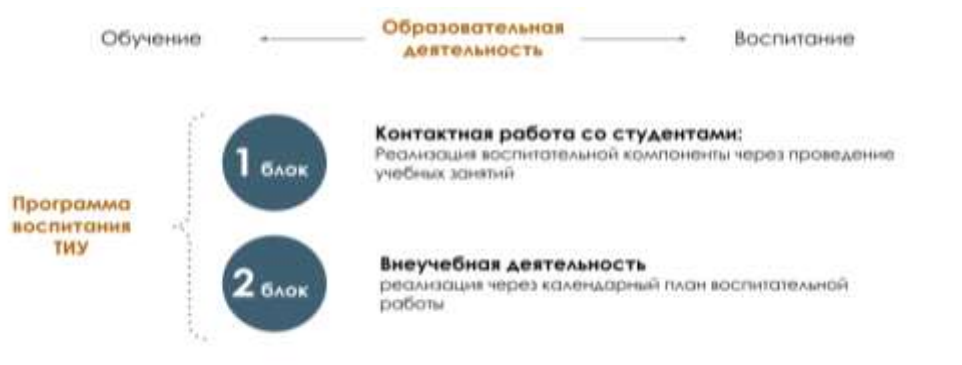 Обучение
Образовательная
деятельность
Воспитание
Программа
воспитания
ТИУ
1 блок
Контактная работа со студентами:
Реализация воспитательной компоненты через проведение
учебных занятий
2 блок
Внеучебная деятельность
реализация через календарный план воспитательной
работы